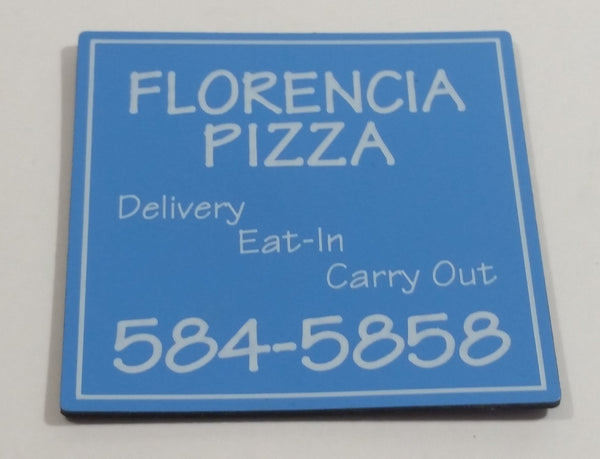 FLORENCIA
PIZZA
Delivery
Eat-In
Carry Out
584-5858